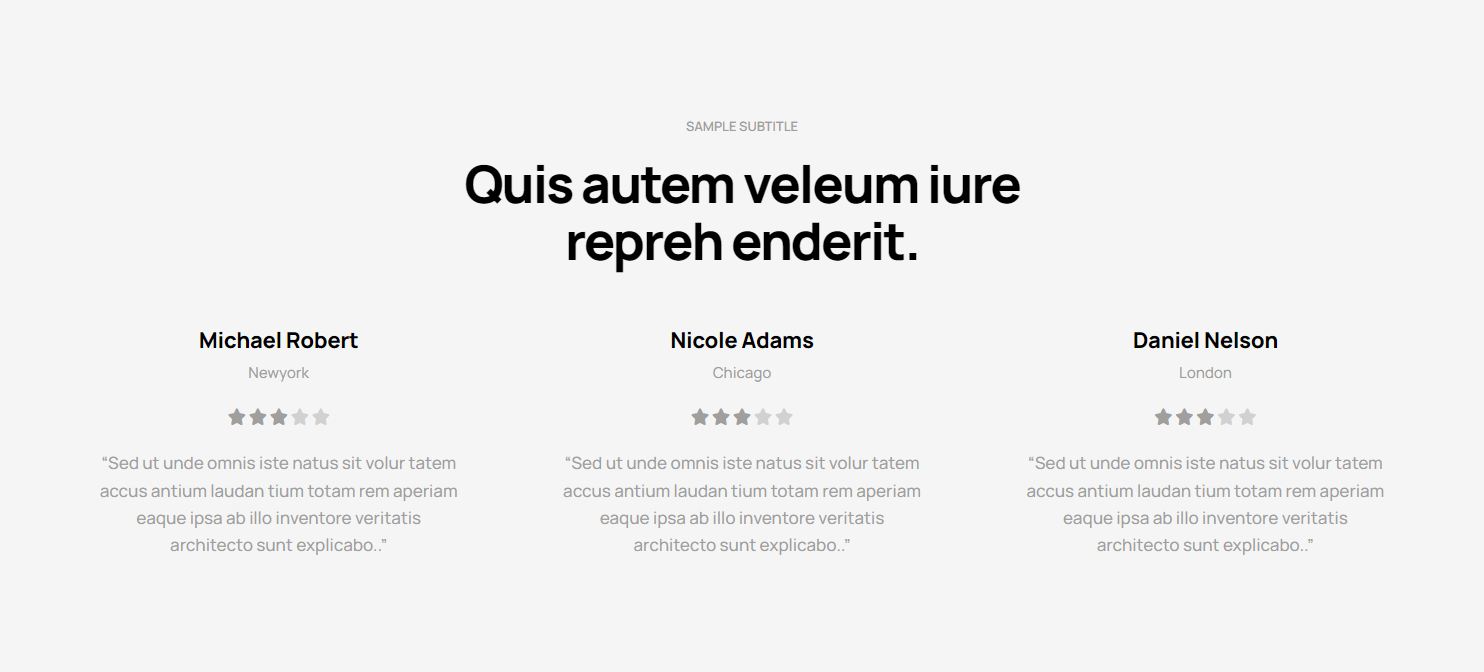 SAMPLE SUBTITLE
Quis autem veleum iure
repreh enderit.
Michael Robert
Newyork
“Sed ut unde omnis iste natus sit volur tatem
accus antium laudan tium totam rem aperiam
eaque ipsa ab illo inventore veritatis
architecto sunt explicabo..”
Nicole Adams
Chicago
“Sed ut unde omnis iste natus sit volur tatem
accus antium laudan tium totam rem aperiam
eaque ipsa ab illo inventore veritatis
architecto sunt explicabo..”
Daniel Nelson
London
“Sed ut unde omnis iste natus sit volur tatem
accus antium laudan tium totam rem aperiam
eaque ipsa ab illo inventore veritatis
architecto sunt explicabo..”